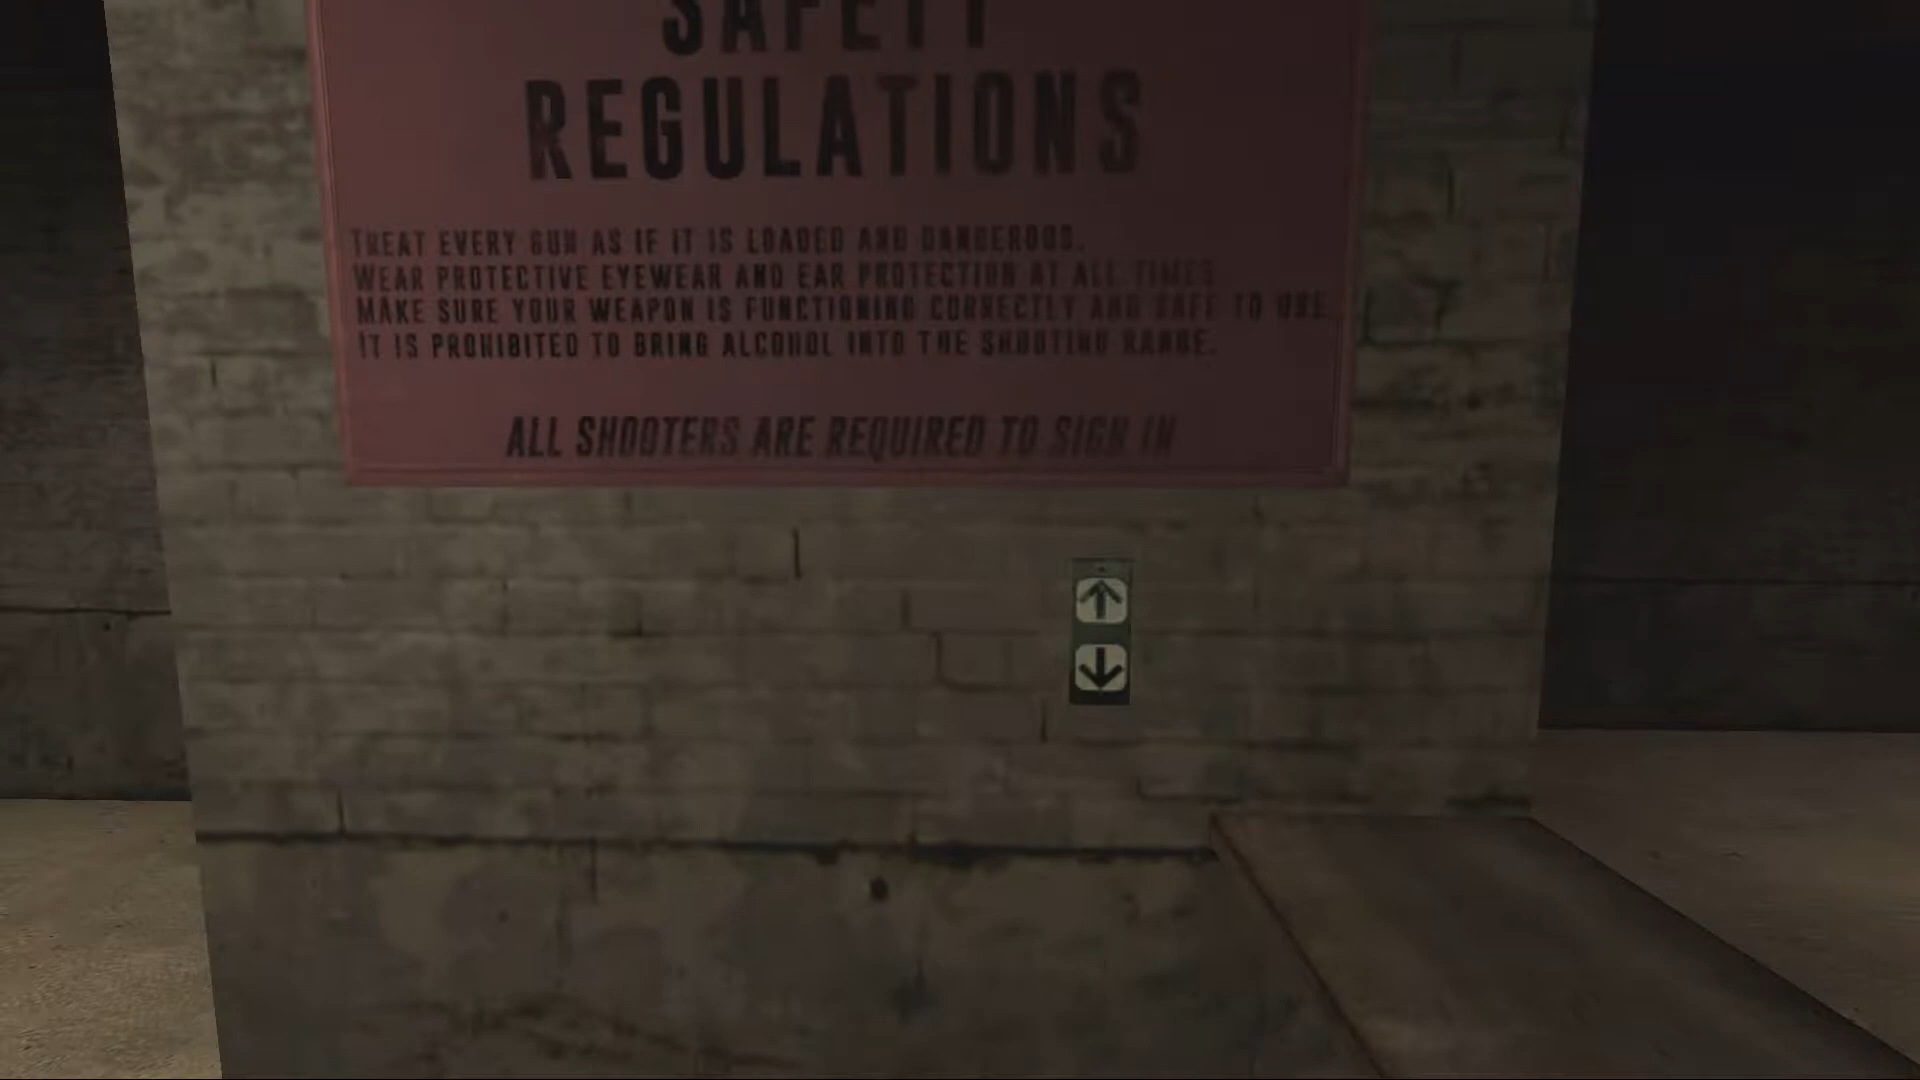 SAFETY
REGULATIONS
TREAT EVERY GUN AS IF IT IS LOADED AND DANGEROUS.
WEAR PROTECTIVE EYEWEAR AND EAR PROTECTION AT ALL TIMES
MAKE SURE YOUR WEAPON IS FUNCTIONING CORRECTLY AND SAFE TO USE.
IT IS PROHIBITED TO BRING ALCOHOL INTO THE SHOOTING RANGE.
ALL SHOOTERS ARE REQUIRED TO SIGN IN